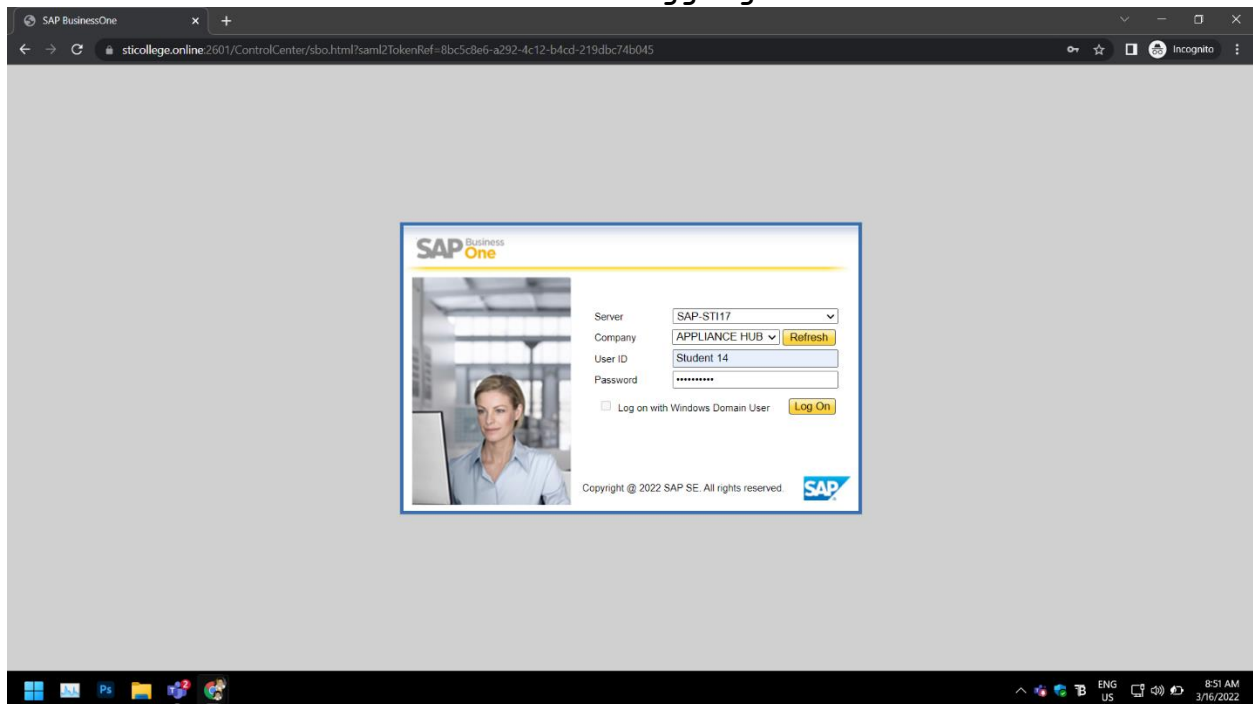 SAP BusinessOne
sticollege.online:2601/ControlCenter/sbo.html?saml2TokenRef=8bc5c8e6-a292-4c12-b4cd-219dbc74b045
Incognito
SAP Business One
Server SAP-STI17
Company APPLIANCE HUB Refresh
User ID Student 14
Password ••••••••••
Log on with Windows Domain User Log On
Copyright @ 2022 SAP SE. All rights reserved. SAP
Ps 2
ENG
US
8:51 AM
3/16/2022